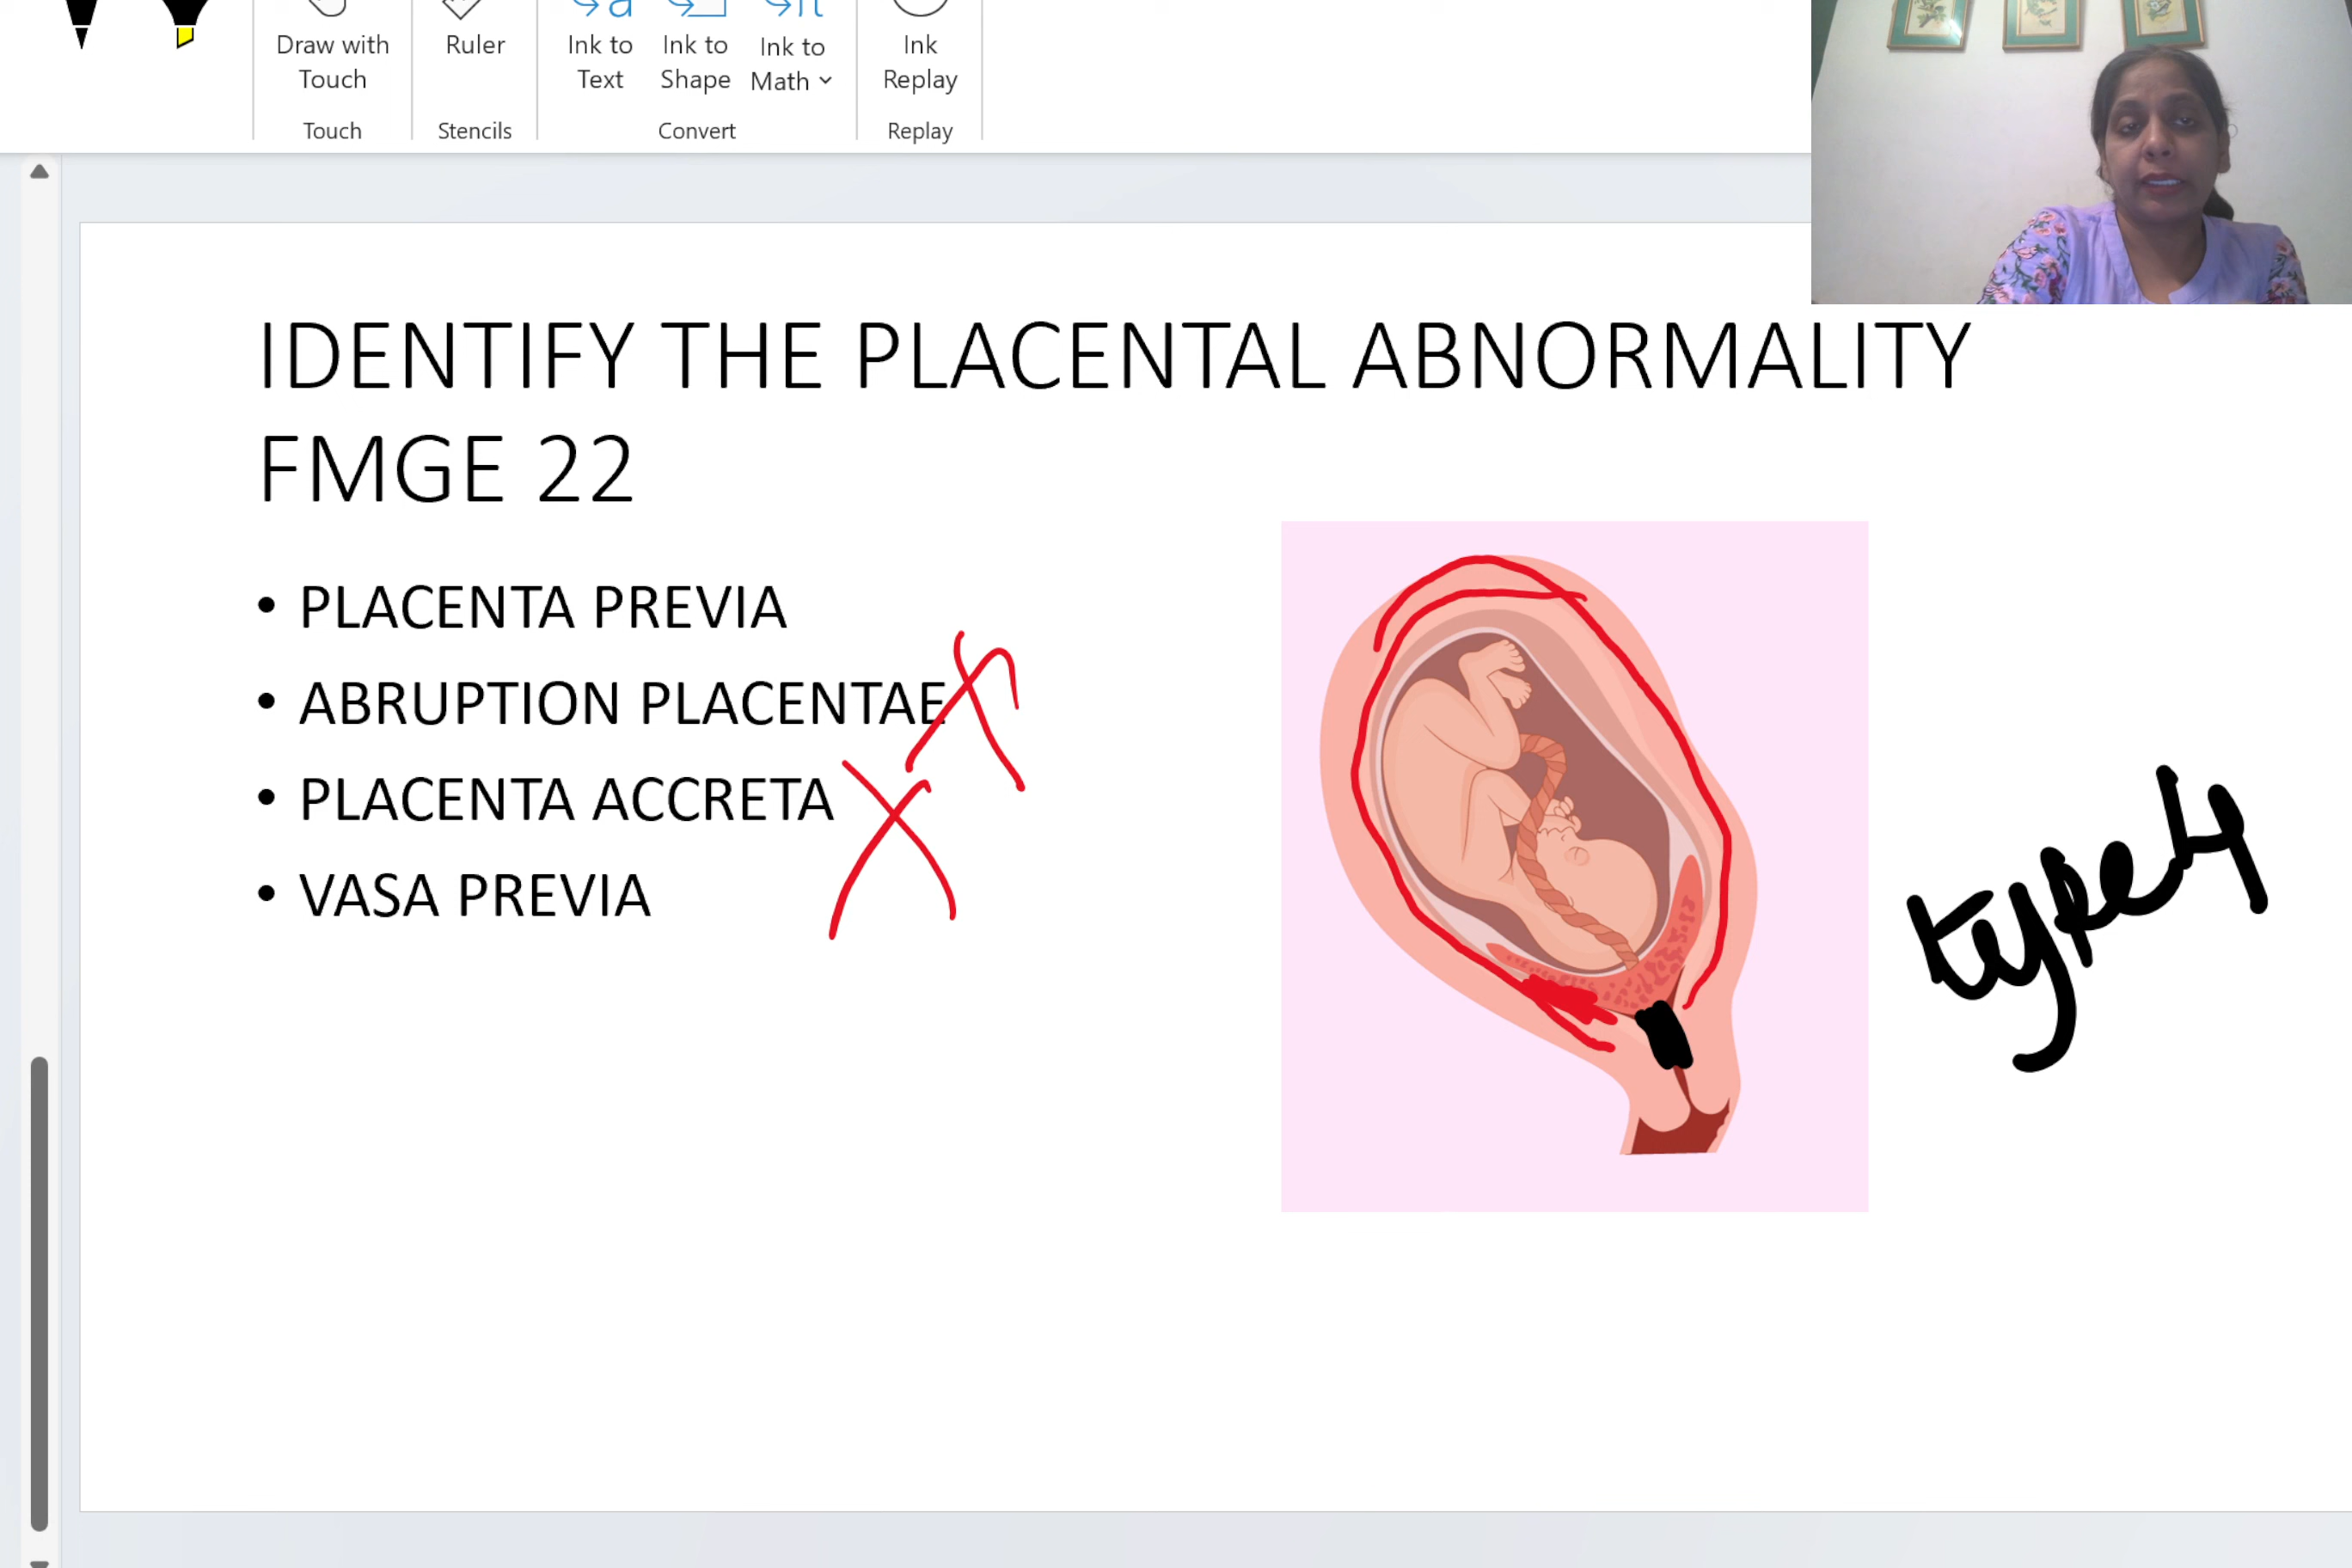 Draw with Touch
Ruler
Ink to Text
Ink to Shape
Ink to Math
Ink Replay
Touch
Stencils
Convert
Replay
IDENTIFY THE PLACENTAL ABNORMALITY
FMGE 22
• PLACENTA PREVIA
• ABRUPTION PLACENTAE
• PLACENTA ACCRETA
• VASA PREVIA
type 4